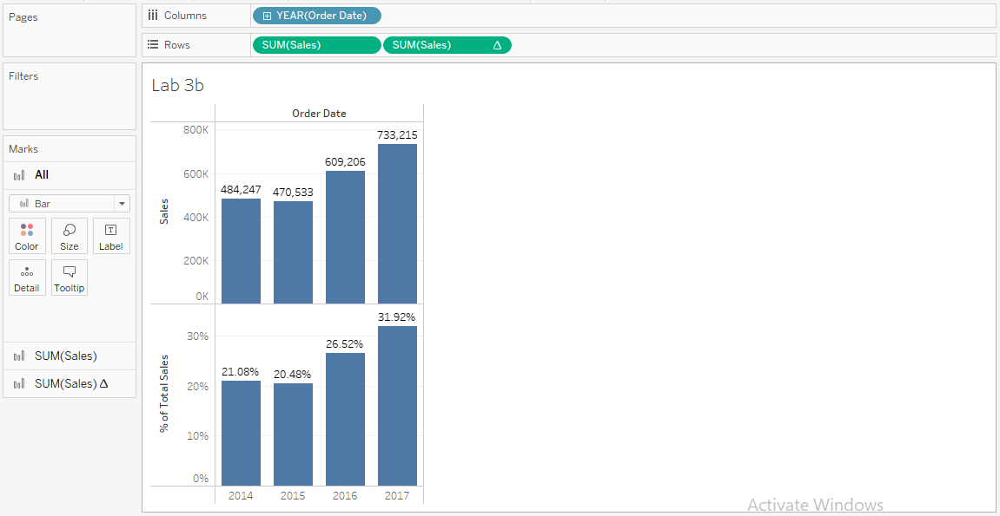 Pages
Columns
YEAR(Order Date)
Rows
SUM(Sales)
SUM(Sales) Δ
Filters
Marks
All
Bar
Color
Size
Label
Detail
Tooltip
SUM(Sales)
SUM(Sales) Δ
Lab 3b
Order Date
Sales
800K
600K
400K
200K
0K
484,247
470,533
609,206
733,215
% of Total Sales
30%
20%
10%
0%
21.08%
20.48%
26.52%
31.92%
2014
2015
2016
2017
Activate Windows